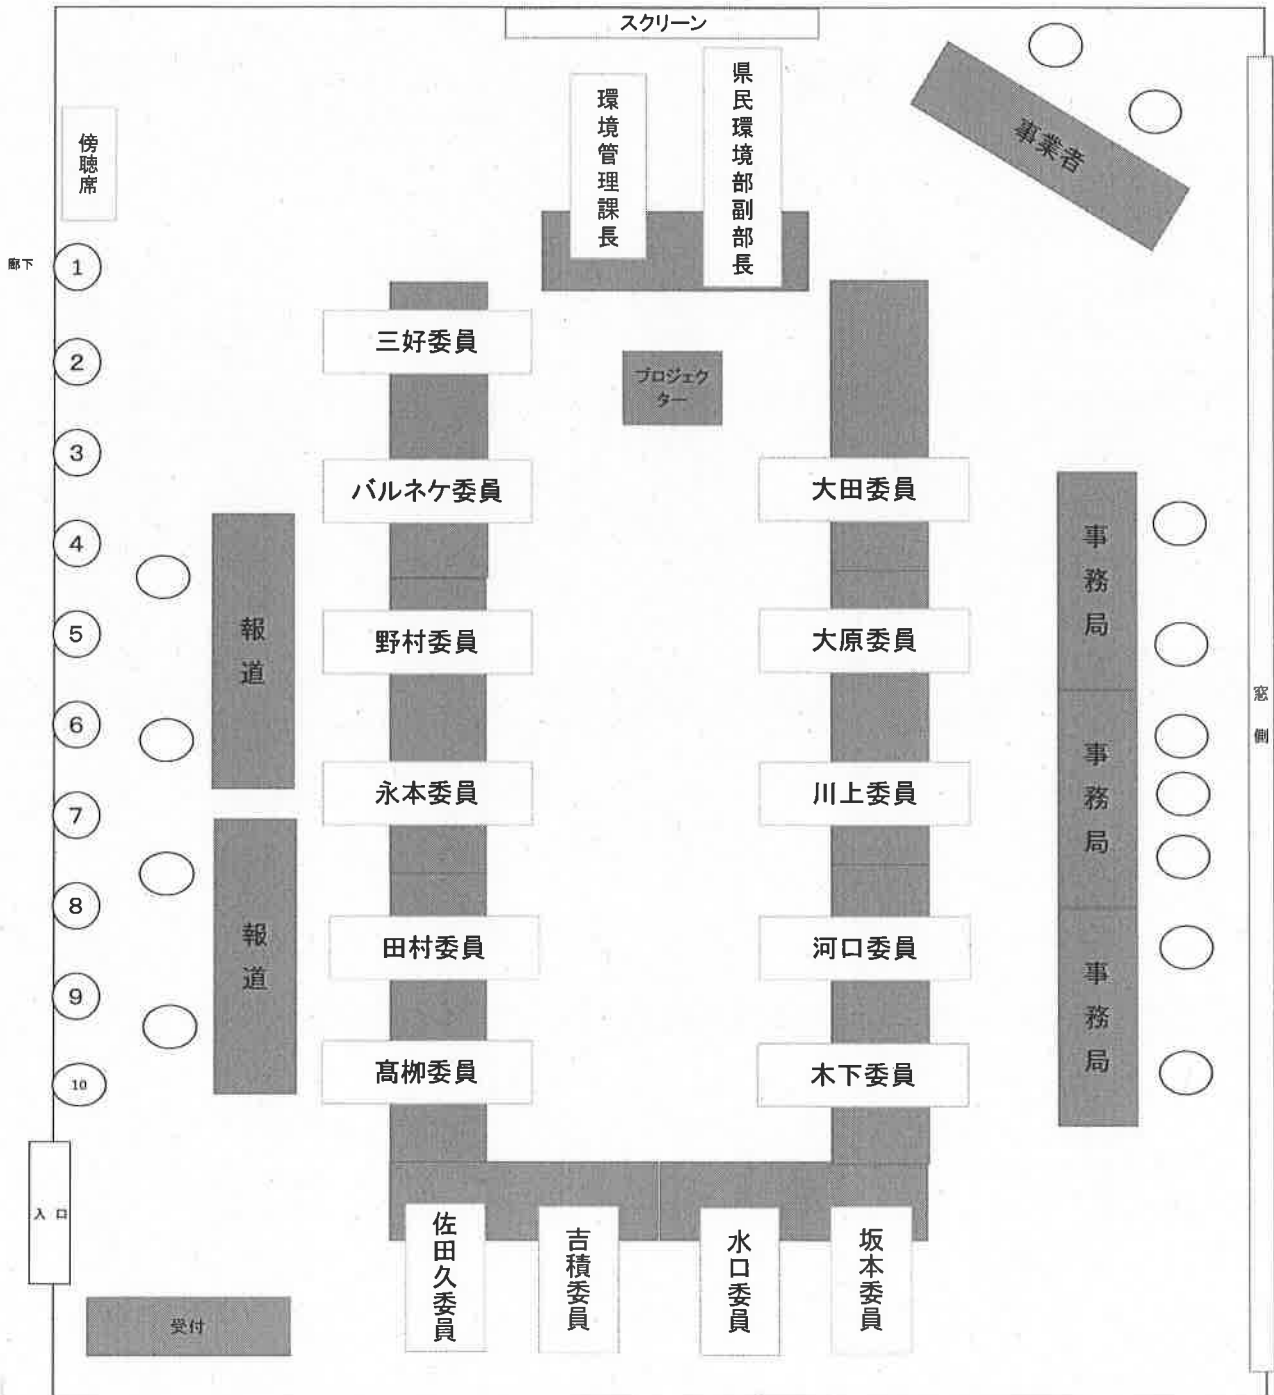 スクリーン
環境管理課長
県民環境部副部長
事業者
傍聴席
廊下
1
2
3
4
5
6
7
8
9
10
三好委員
プロジェク
ター
バルネケ委員
大田委員
野村委員
大原委員
永本委員
川上委員
田村委員
河口委員
髙柳委員
木下委員
報道
報道
事務局
事務局
事務局
窓側
入口
受付
佐田久委員
吉積委員
水口委員
坂本委員